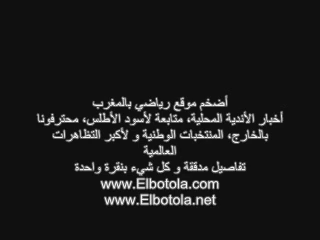 أضخم موقع رياضي بالمغرب
أخبار الأندية المحلية، متابعة لأسود الأطلس، محترفونا
بالخارج، المنتخبات الوطنية و لأكبر التظاهرات
العالمية
تفاصيل مدققة و كل شيء بنقرة واحدة
www.Elbotola.com
www.Elbotola.net